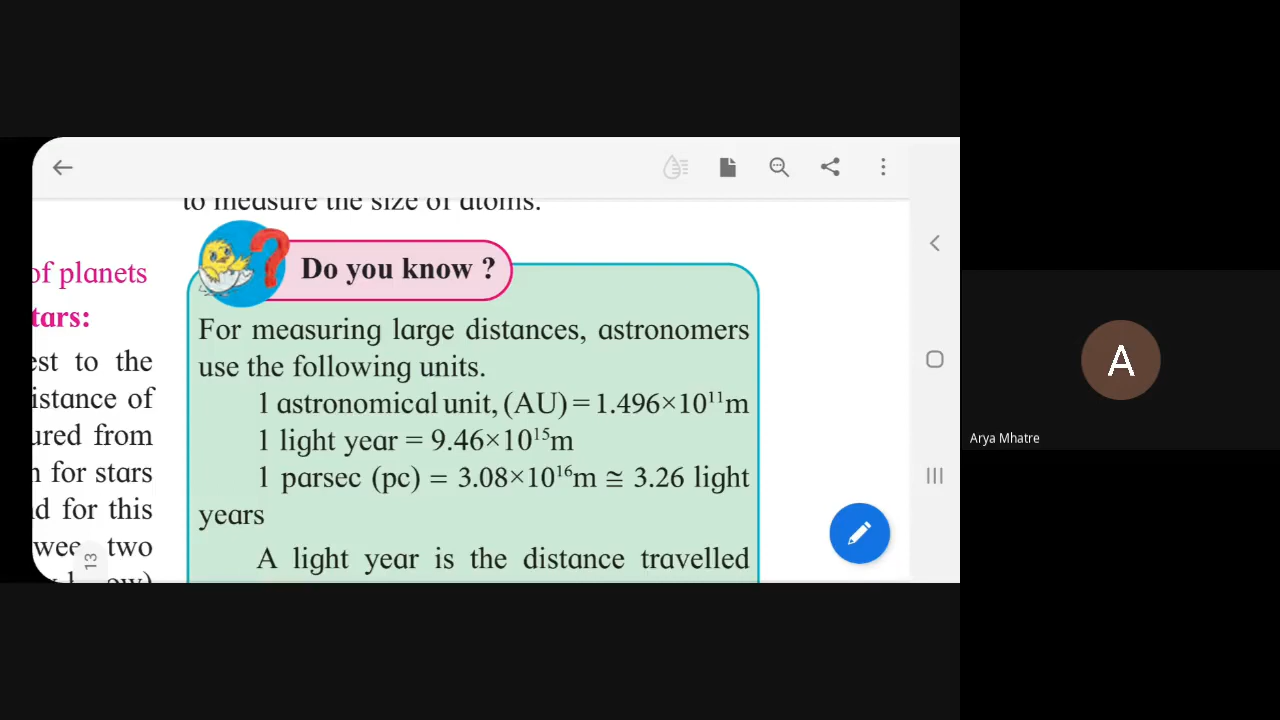 to measure the size of atoms.
Do you know ?
of planets
tars:
est to the
istance of
ured from
n for stars
d for this
two
For measuring large distances, astronomers
use the following units.
1 astronomical unit, (AU) = 1.496×10¹¹m
1 light year = 9.46×10¹⁵m
1 parsec (pc) = 3.08×10¹⁶m ≅ 3.26 light
years
A light year is the distance travelled
13
A
Arya Mhatre